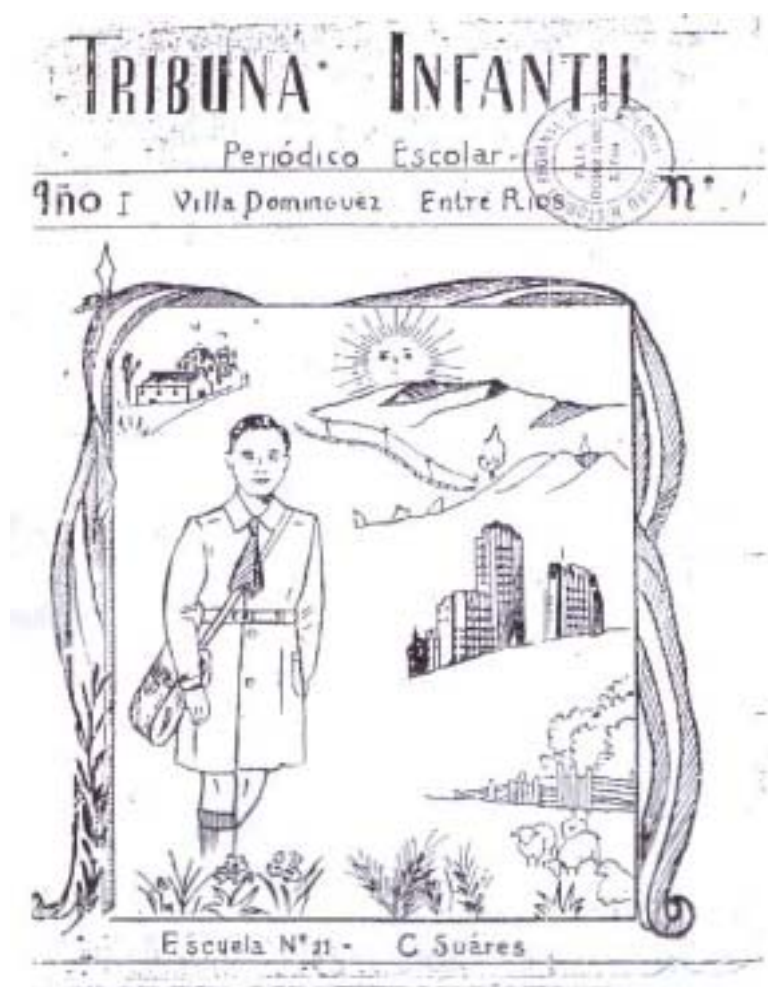 TRIBUNA INFANTIL
Periódico Escolar -
Año I Villa Dominguez Entre Rios N°
Escuela N° 21 - C Suáres